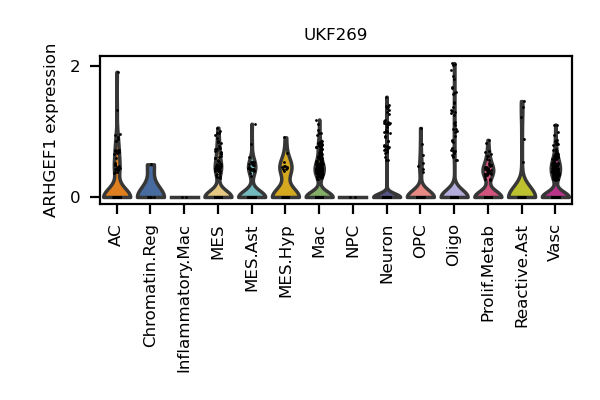 UKF269
ARHGEF1 expression
2
0
AC
Chromatin.Reg
Inflammatory.Mac
MES
MES.Ast
MES.Hyp
Mac
NPC
Neuron
OPC
Oligo
Prolif.Metab
Reactive.Ast
Vasc